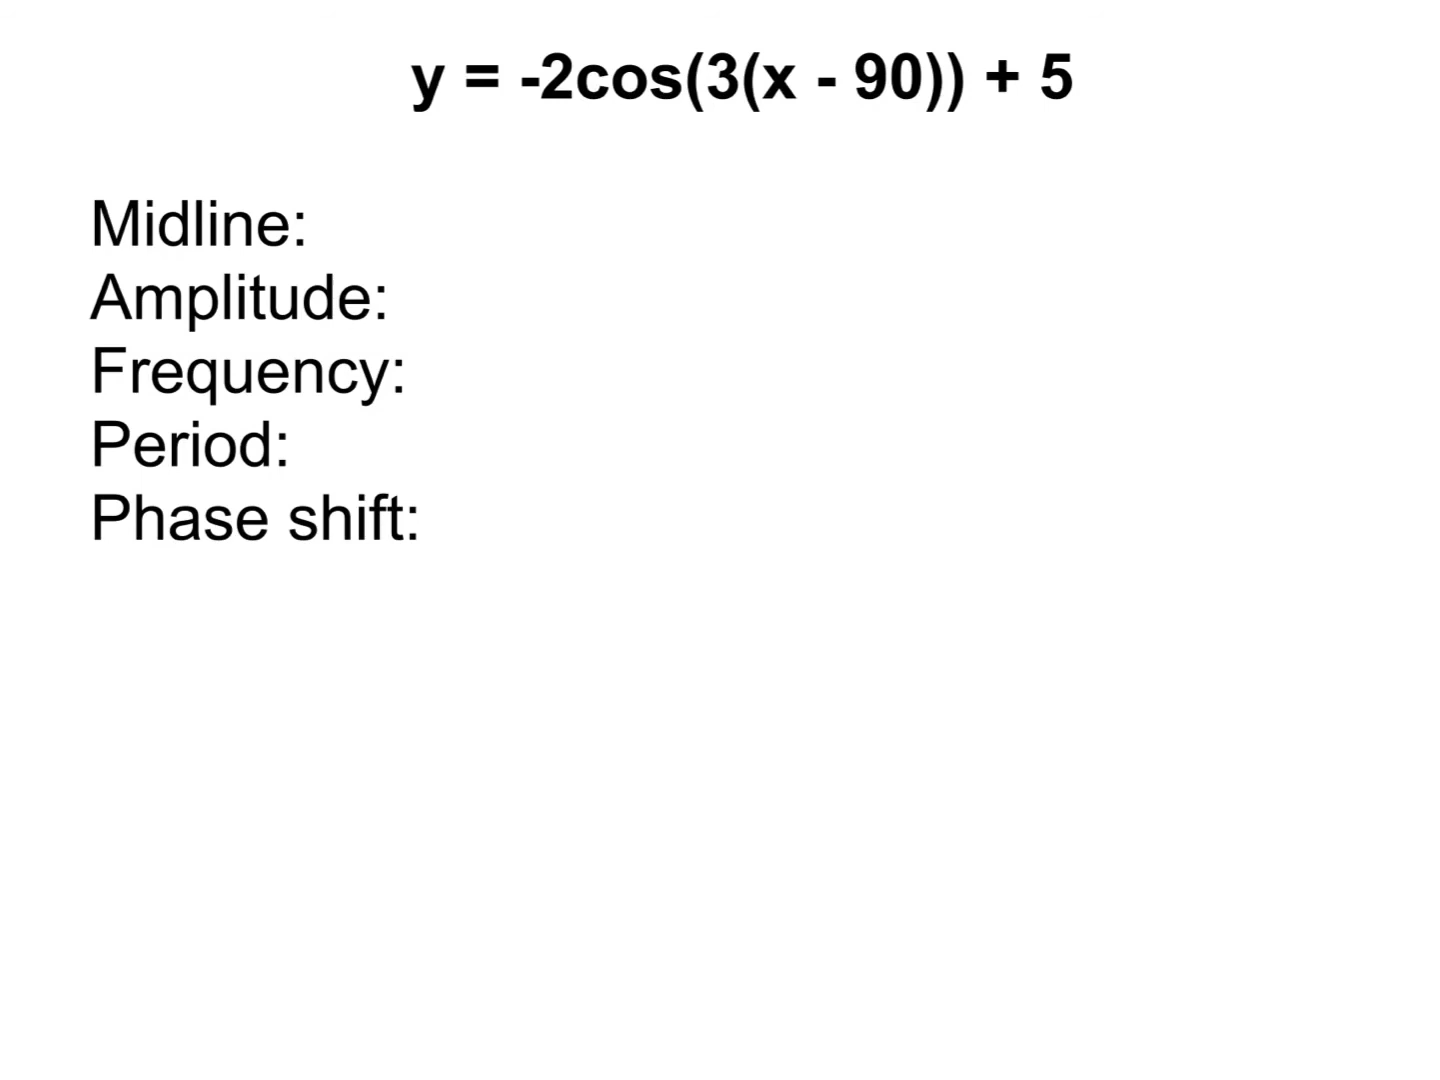 y = -2cos(3(x - 90)) + 5
Midline:
Amplitude:
Frequency:
Period:
Phase shift: